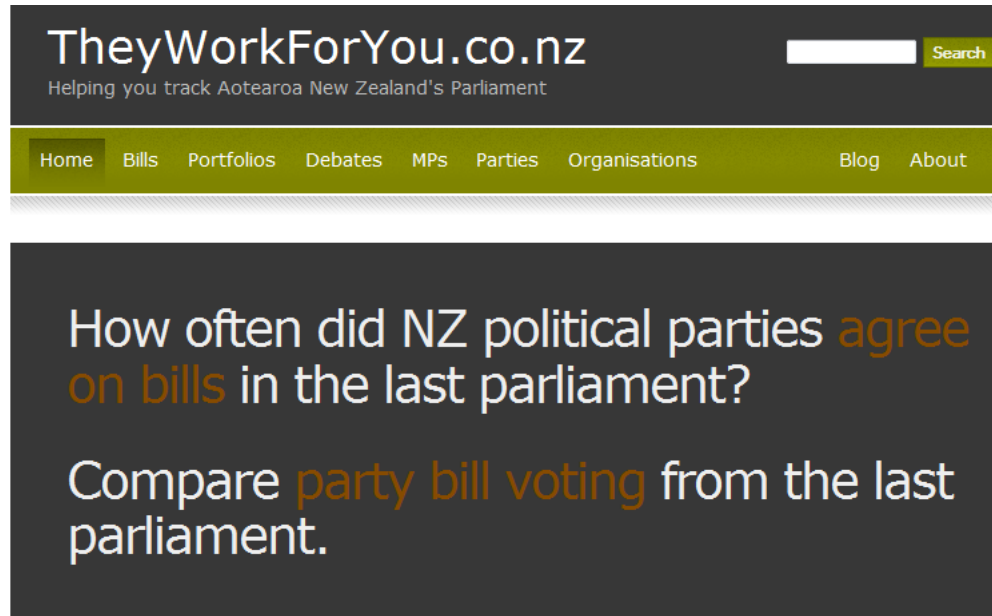 TheyWorkForYou.co.nz
Search
Helping you track Aotearoa New Zealand's Parliament
Home Bills Portfolios Debates MPs Parties Organisations Blog About
How often did NZ political parties agree
on bills in the last parliament?
Compare party bill voting from the last
parliament.